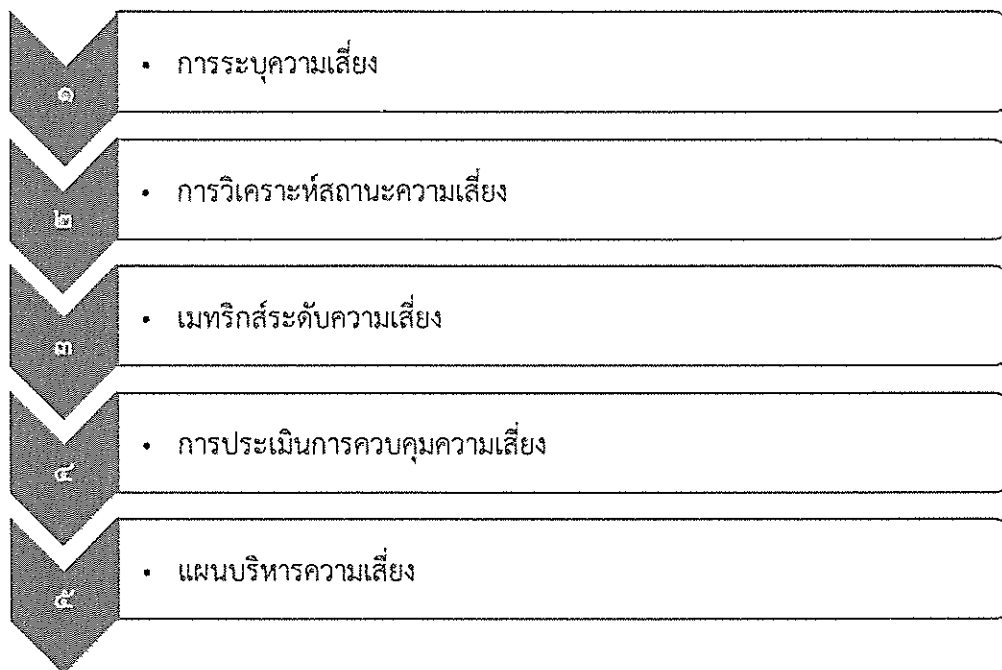 ๑
• การระบุความเสี่ยง
๒
• การวิเคราะห์สถานะความเสี่ยง
๓
• เมทริกส์ระดับความเสี่ยง
๔
• การประเมินการควบคุมความเสี่ยง
๕
• แผนบริหารความเสี่ยง